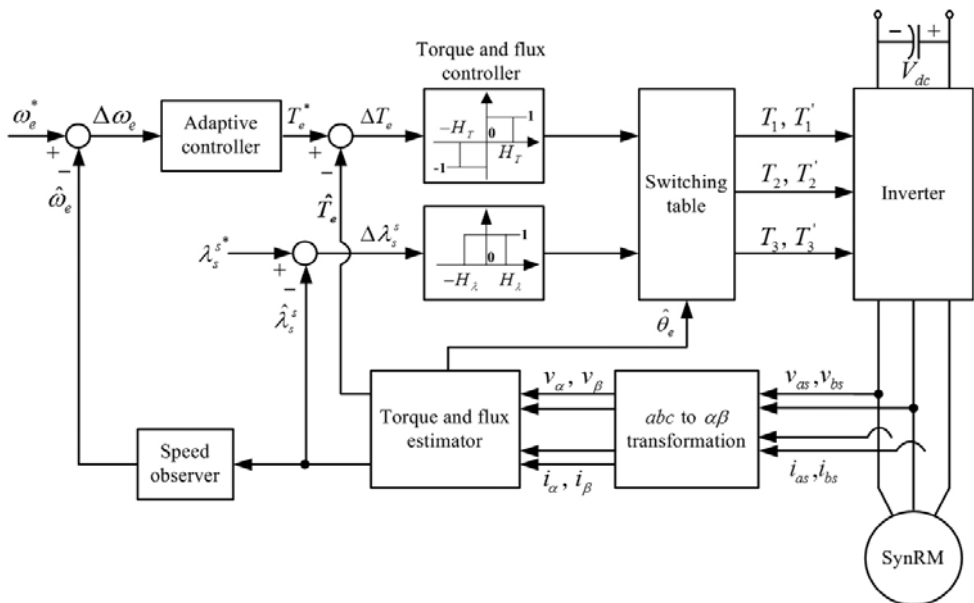 − +
V_dc
Torque and flux
controller
ω_e^*
+
−
Δω_e
Adaptive
controller
T_e^*
+
−
ΔT_e
−H_T
0
1
H_T
-1
Switching
table
T_1, T_1'
T_2, T_2'
T_3, T_3'
Inverter
ω̂_e
T̂_e
λ_s^{s*}
+
−
Δλ_s^s
1
0
−H_λ
H_λ
λ̂_s^s
θ̂_e
Torque and flux
estimator
v_α, v_β
i_α, i_β
abc to αβ
transformation
v_as, v_bs
i_as, i_bs
Speed
observer
SynRM